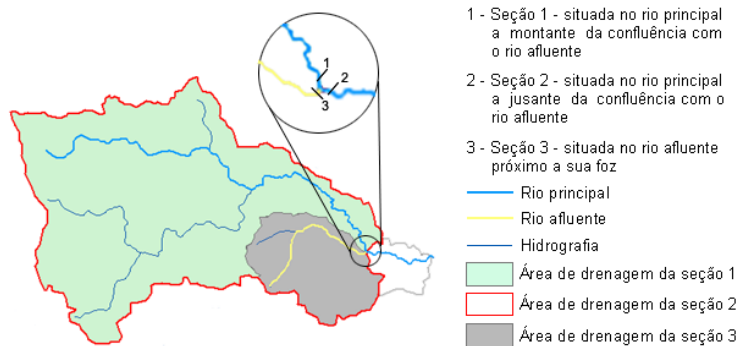 1 - Seção 1 - situada no rio principal
a montante da confluência com
o rio afluente
2 - Seção 2 - situada no rio principal
a jusante da confluência com o
rio afluente
3 - Seção 3 - situada no rio afluente
próximo a sua foz
Rio principal
Rio afluente
Hidrografia
Área de drenagem da seção 1
Área de drenagem da seção 2
Área de drenagem da seção 3
1
2
3